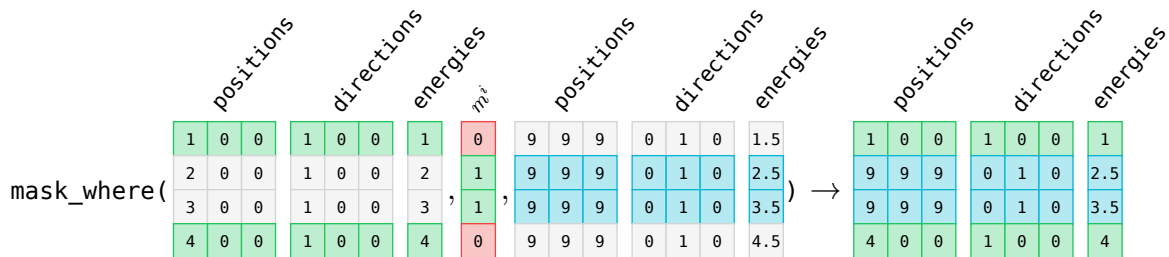 positions directions energies mⁱ positions directions energies positions directions energies
1 0 0 1 0 0 1 0 9 9 9 0 1 0 1.5 1 0 0 1 0 0 1
2 0 0 1 0 0 2 1 9 9 9 0 1 0 2.5 9 9 9 0 1 0 2.5
mask_where( , , ) →
3 0 0 1 0 0 3 1 9 9 9 0 1 0 3.5 9 9 9 0 1 0 3.5
4 0 0 1 0 0 4 0 9 9 9 0 1 0 4.5 4 0 0 1 0 0 4